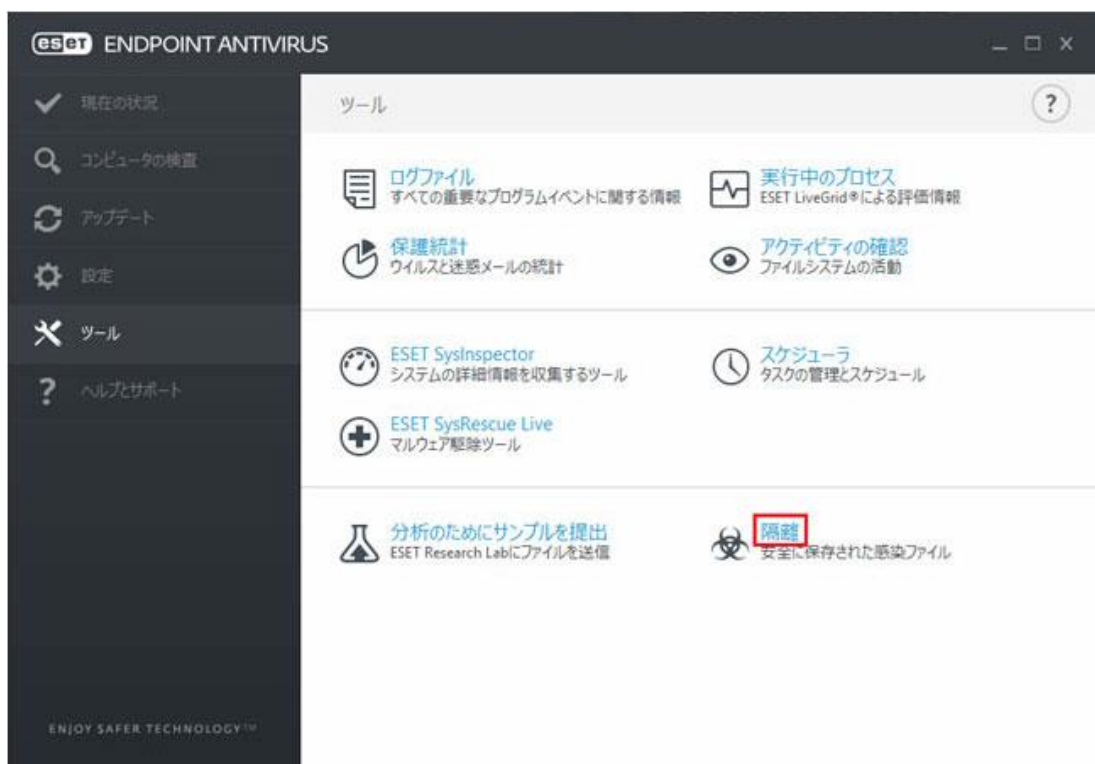 eset ENDPOINT ANTIVIRUS
現在の状況
コンピュータの検査
アップデート
設定
ツール
ヘルプとサポート
ENJOY SAFER TECHNOLOGY™
ツール
?
ログファイル
すべての重要なプログラムイベントに関する情報
実行中のプロセス
ESET LiveGrid®による評価情報
保護統計
ウイルスと迷惑メールの統計
アクティビティの確認
ファイルシステムの活動
ESET SysInspector
システムの詳細情報を収集するツール
スケジューラ
タスクの管理とスケジュール
ESET SysRescue Live
マルウェア駆除ツール
分析のためにサンプルを提出
ESET Research Labにファイルを送信
隔離
安全に保存された感染ファイル